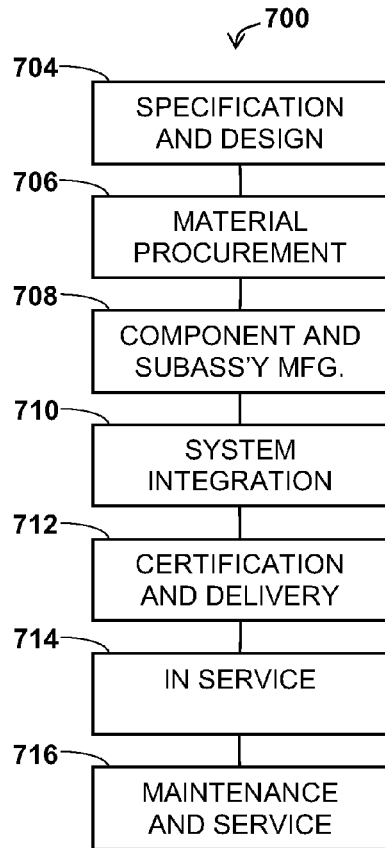 700
704
SPECIFICATION
AND DESIGN
706
MATERIAL
PROCUREMENT
708
COMPONENT AND
SUBASS'Y MFG.
710
SYSTEM
INTEGRATION
712
CERTIFICATION
AND DELIVERY
714
IN SERVICE
716
MAINTENANCE
AND SERVICE